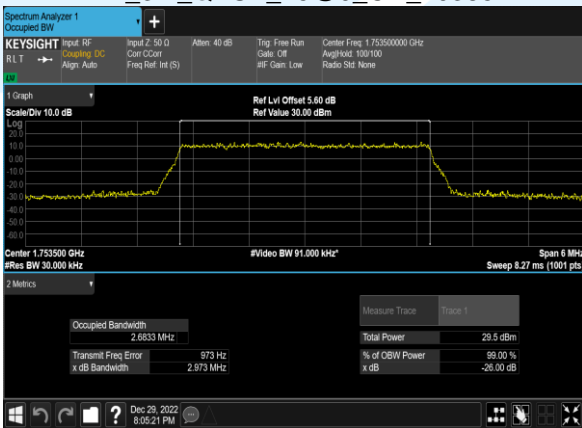 Spectrum Analyzer 1
Occupied BW
+
KEYSIGHT
RLT
LW
Input: RF
Coupling: DC
Align: Auto
Input Z: 50 Ω
Corr CCorr
Freq Ref: Int (S)
Atten: 40 dB
Trig: Free Run
Gate: Off
#IF Gain: Low
Center Freq: 1.753500000 GHz
Avg|Hold: 100/100
Radio Std: None
1 Graph
Scale/Div 10.0 dB
Ref Lvl Offset 5.60 dB
Ref Value 30.00 dBm
Log
20.0
10.0
0.00
-10.0
-20.0
-30.0
-40.0
-50.0
-60.0
Center 1.753500 GHz
#Video BW 91.000 kHz*
Span 6 MHz
#Res BW 30.000 kHz
Sweep 8.27 ms (1001 pts
2 Metrics
Measure Trace
Trace 1
Occupied Bandwidth
2.6833 MHz
Total Power
29.5 dBm
Transmit Freq Error
973 Hz
% of OBW Power
99.00 %
x dB Bandwidth
2.973 MHz
x dB
-26.00 dB
?
Dec 29, 2022
8:05:21 PM